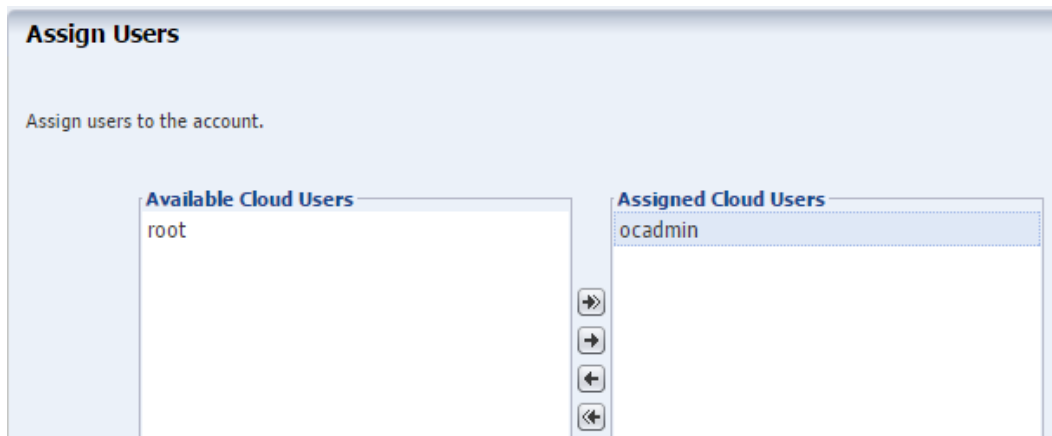 Assign Users
Assign users to the account.
Available Cloud Users
root
Assigned Cloud Users
ocadmin